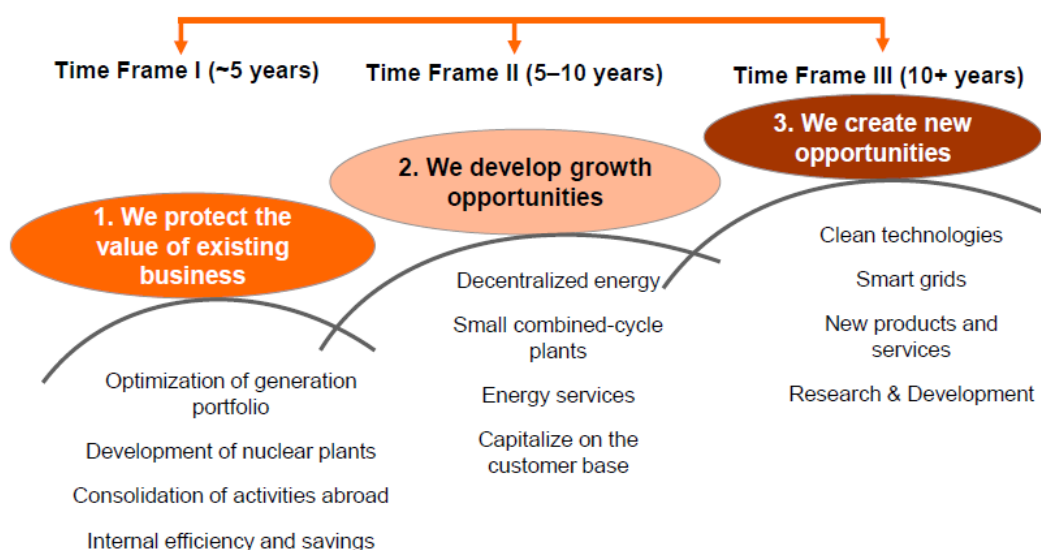 Time Frame I (~5 years)
Time Frame II (5–10 years)
Time Frame III (10+ years)
1. We protect the
value of existing
business
2. We develop growth
opportunities
3. We create new
opportunities
Optimization of generation
portfolio
Development of nuclear plants
Consolidation of activities abroad
Internal efficiency and savings
Decentralized energy
Small combined-cycle
plants
Energy services
Capitalize on the
customer base
Clean technologies
Smart grids
New products and
services
Research & Development